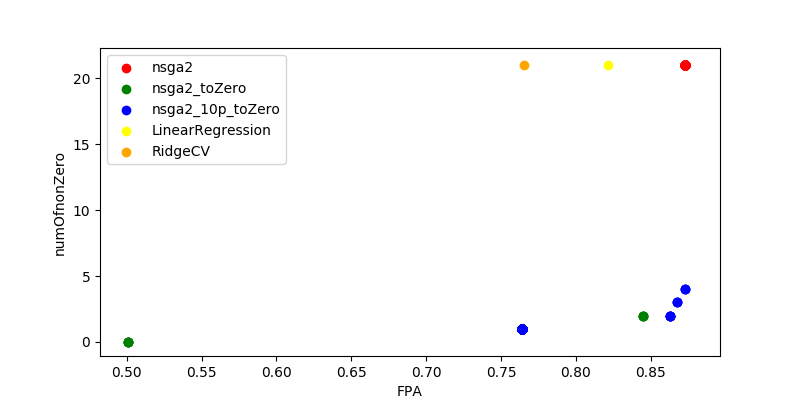 nsga2
nsga2_toZero
nsga2_10p_toZero
LinearRegression
RidgeCV
numOfnonZero
20
15
10
5
0
0.50 0.55 0.60 0.65 0.70 0.75 0.80 0.85
FPA